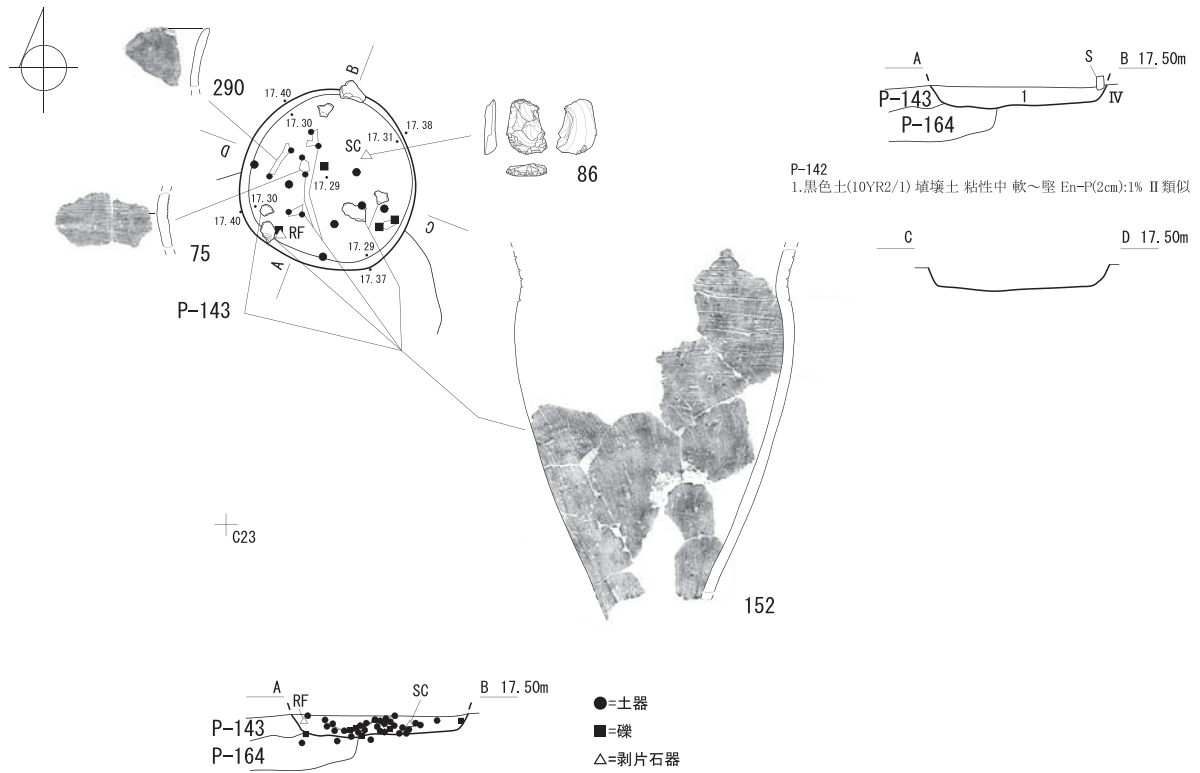 290
B
17.40
17.30
17.38
17.31
SC
D
17.29
86
17.30
17.40
RF
C
75
17.29
A
17.37
P-143
152
C23
A
S
B 17.50m
P-143
1
Ⅳ
P-164
P-142
1.黒色土(10YR2/1) 埴壌土 粘性中 軟～堅 En-P(2cm):1% Ⅱ類似
C
D 17.50m
A
RF
SC
B 17.50m
P-143
P-164
●=土器
■=礫
△=剥片石器